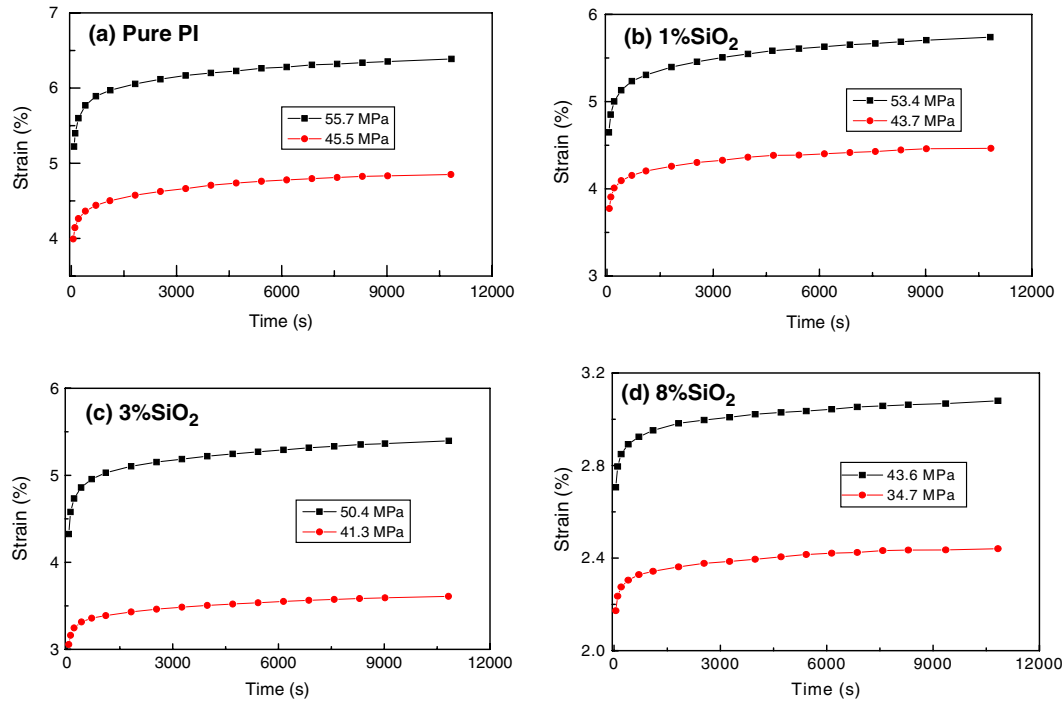 (a) Pure PI
7
6
5
4
Strain (%)
55.7 MPa
45.5 MPa
0
3000
6000
9000
12000
Time (s)
(b) 1%SiO₂
6
5
4
3
Strain (%)
53.4 MPa
43.7 MPa
0
3000
6000
9000
12000
Time (s)
(c) 3%SiO₂
6
5
4
3
Strain (%)
50.4 MPa
41.3 MPa
0
3000
6000
9000
12000
Time (s)
(d) 8%SiO₂
3.2
2.8
2.4
2.0
Strain (%)
43.6 MPa
34.7 MPa
0
3000
6000
9000
12000
Time (s)